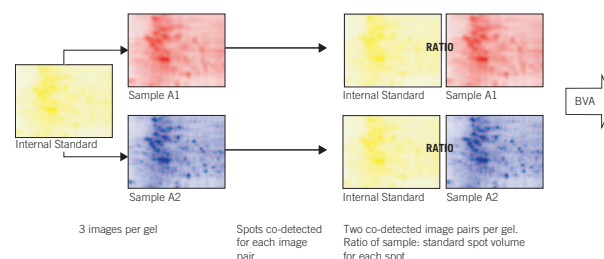 Sample A1
Internal Standard
Sample A2
RATIO
Internal Standard
Sample A1
RATIO
Internal Standard
Sample A2
BVA
3 images per gel
Spots co-detected
for each image
pair
Two co-detected image pairs per gel.
Ratio of sample: standard spot volume
for each spot